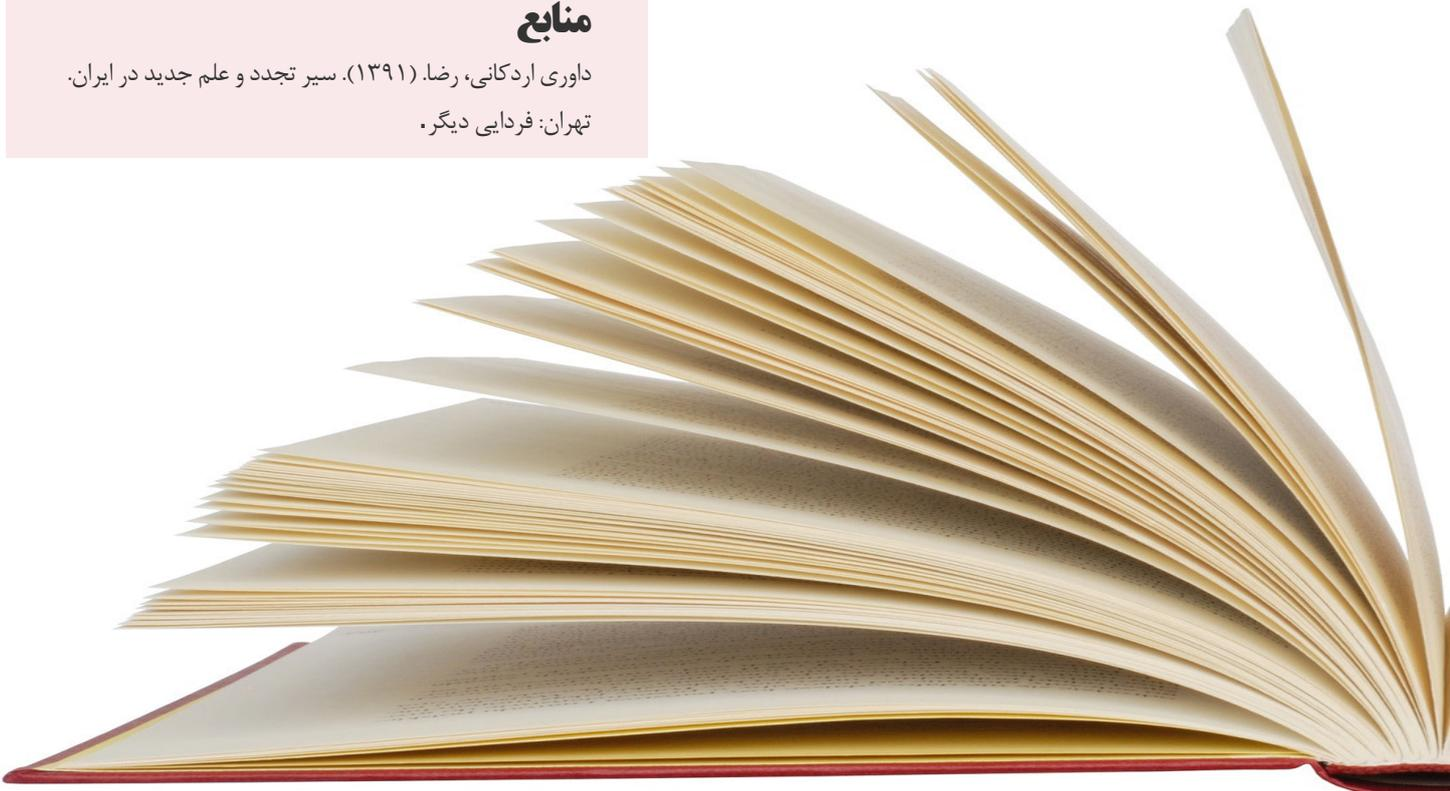 منابع
داوری اردکانی، رضا. (۱۳۹۱). سیر تجدد و علم جدید در ایران.
تهران: فردایی دیگر.